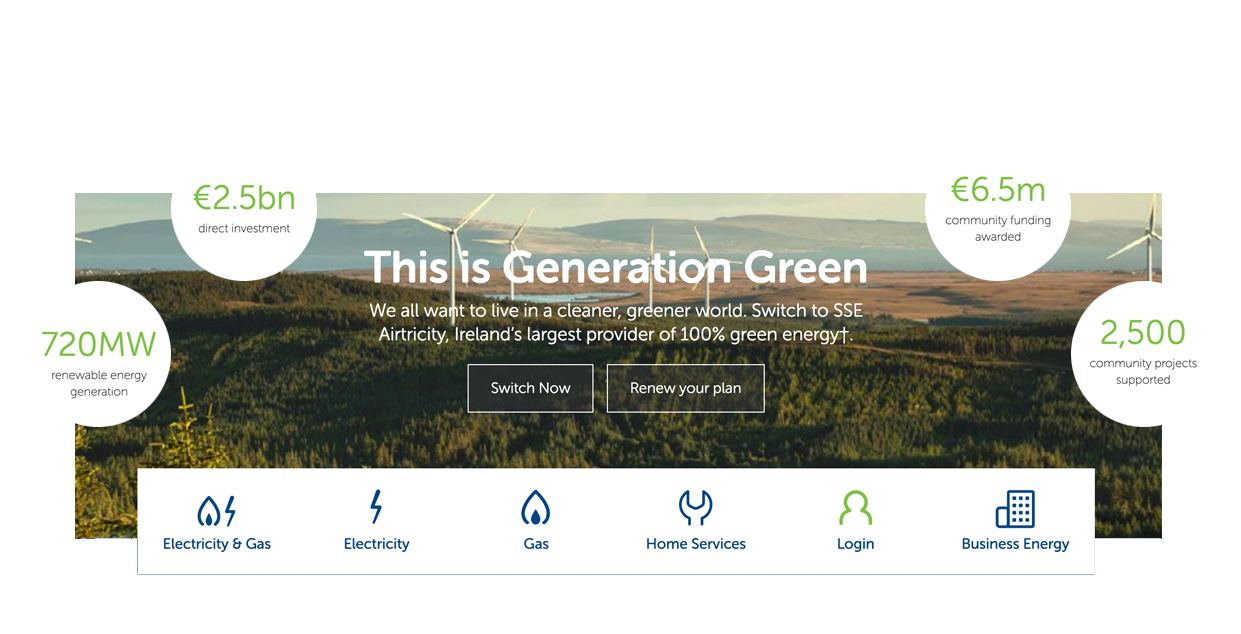 €2.5bn
direct investment
€6.5m
community funding
awarded
This is Generation Green
We all want to live in a cleaner, greener world. Switch to SSE
Airtricity, Ireland's largest provider of 100% green energy†.
720MW
renewable energy
generation
2,500
community projects
supported
Switch Now
Renew your plan
Electricity & Gas
Electricity
Gas
Home Services
Login
Business Energy